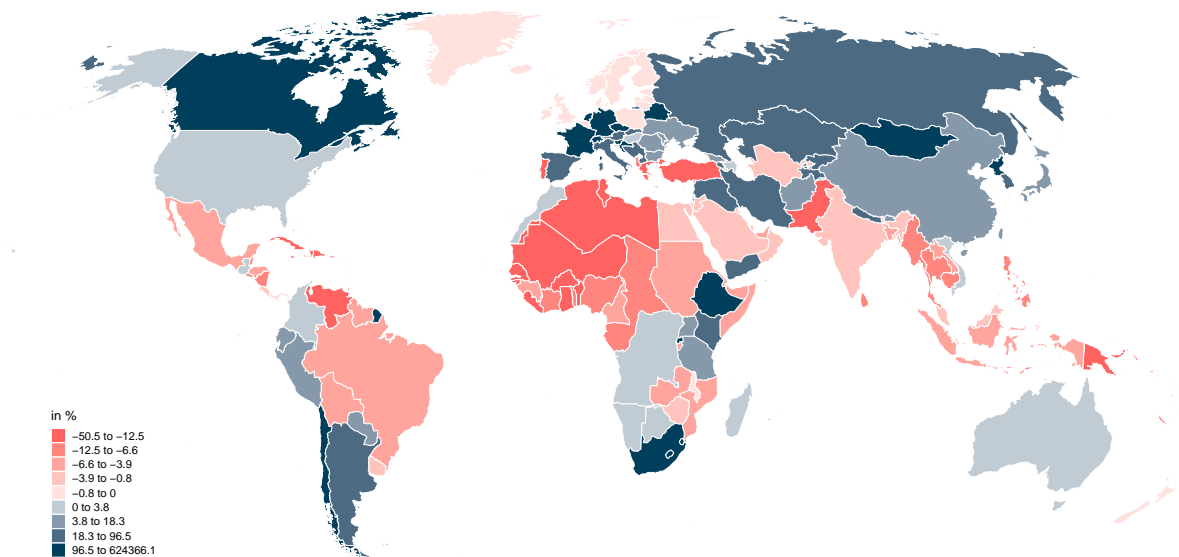 in %
−50.5 to −12.5
−12.5 to −6.6
−6.6 to −3.9
−3.9 to −0.8
−0.8 to 0
0 to 3.8
3.8 to 18.3
18.3 to 96.5
96.5 to 624366.1